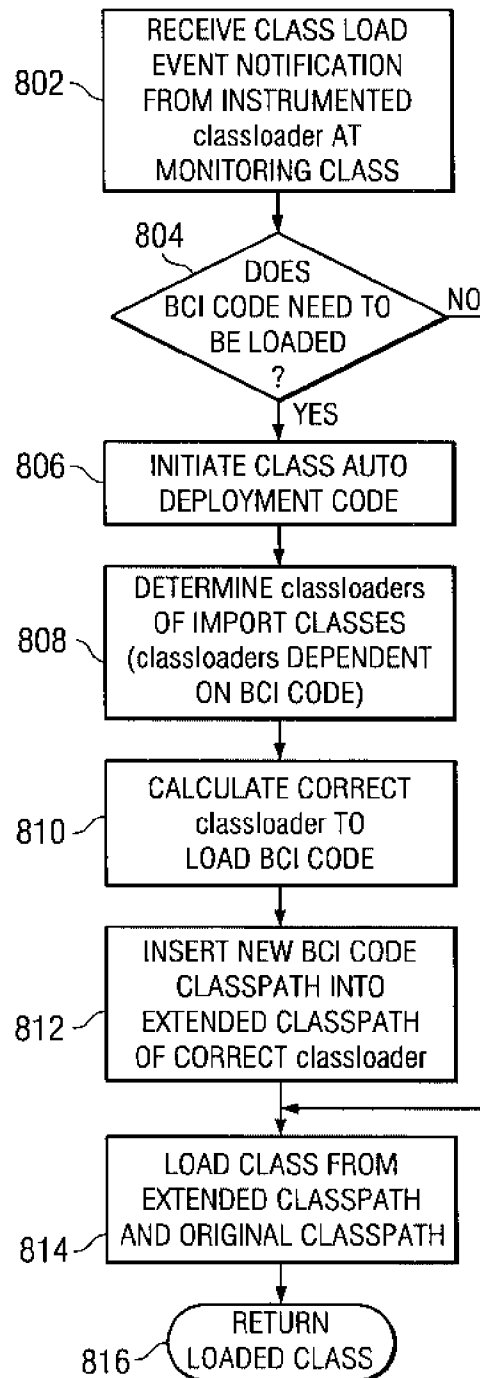 802
RECEIVE CLASS LOAD
EVENT NOTIFICATION
FROM INSTRUMENTED
classloader AT
MONITORING CLASS
804
DOES
BCI CODE NEED TO
BE LOADED
?
NO
YES
806
INITIATE CLASS AUTO
DEPLOYMENT CODE
808
DETERMINE classloaders
OF IMPORT CLASSES
(classloaders DEPENDENT
ON BCI CODE)
810
CALCULATE CORRECT
classloader TO
LOAD BCI CODE
812
INSERT NEW BCI CODE
CLASSPATH INTO
EXTENDED CLASSPATH
OF CORRECT classloader
814
LOAD CLASS FROM
EXTENDED CLASSPATH
AND ORIGINAL CLASSPATH
816
RETURN
LOADED CLASS